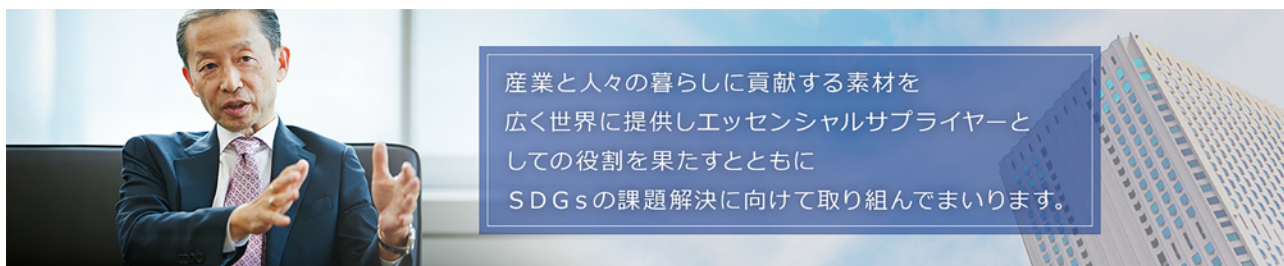 産業と人々の暮らしに貢献する素材を
広く世界に提供しエッセンシャルサプライヤーと
しての役割を果たすとともに
ＳＤＧｓの課題解決に向けて取り組んでまいります。